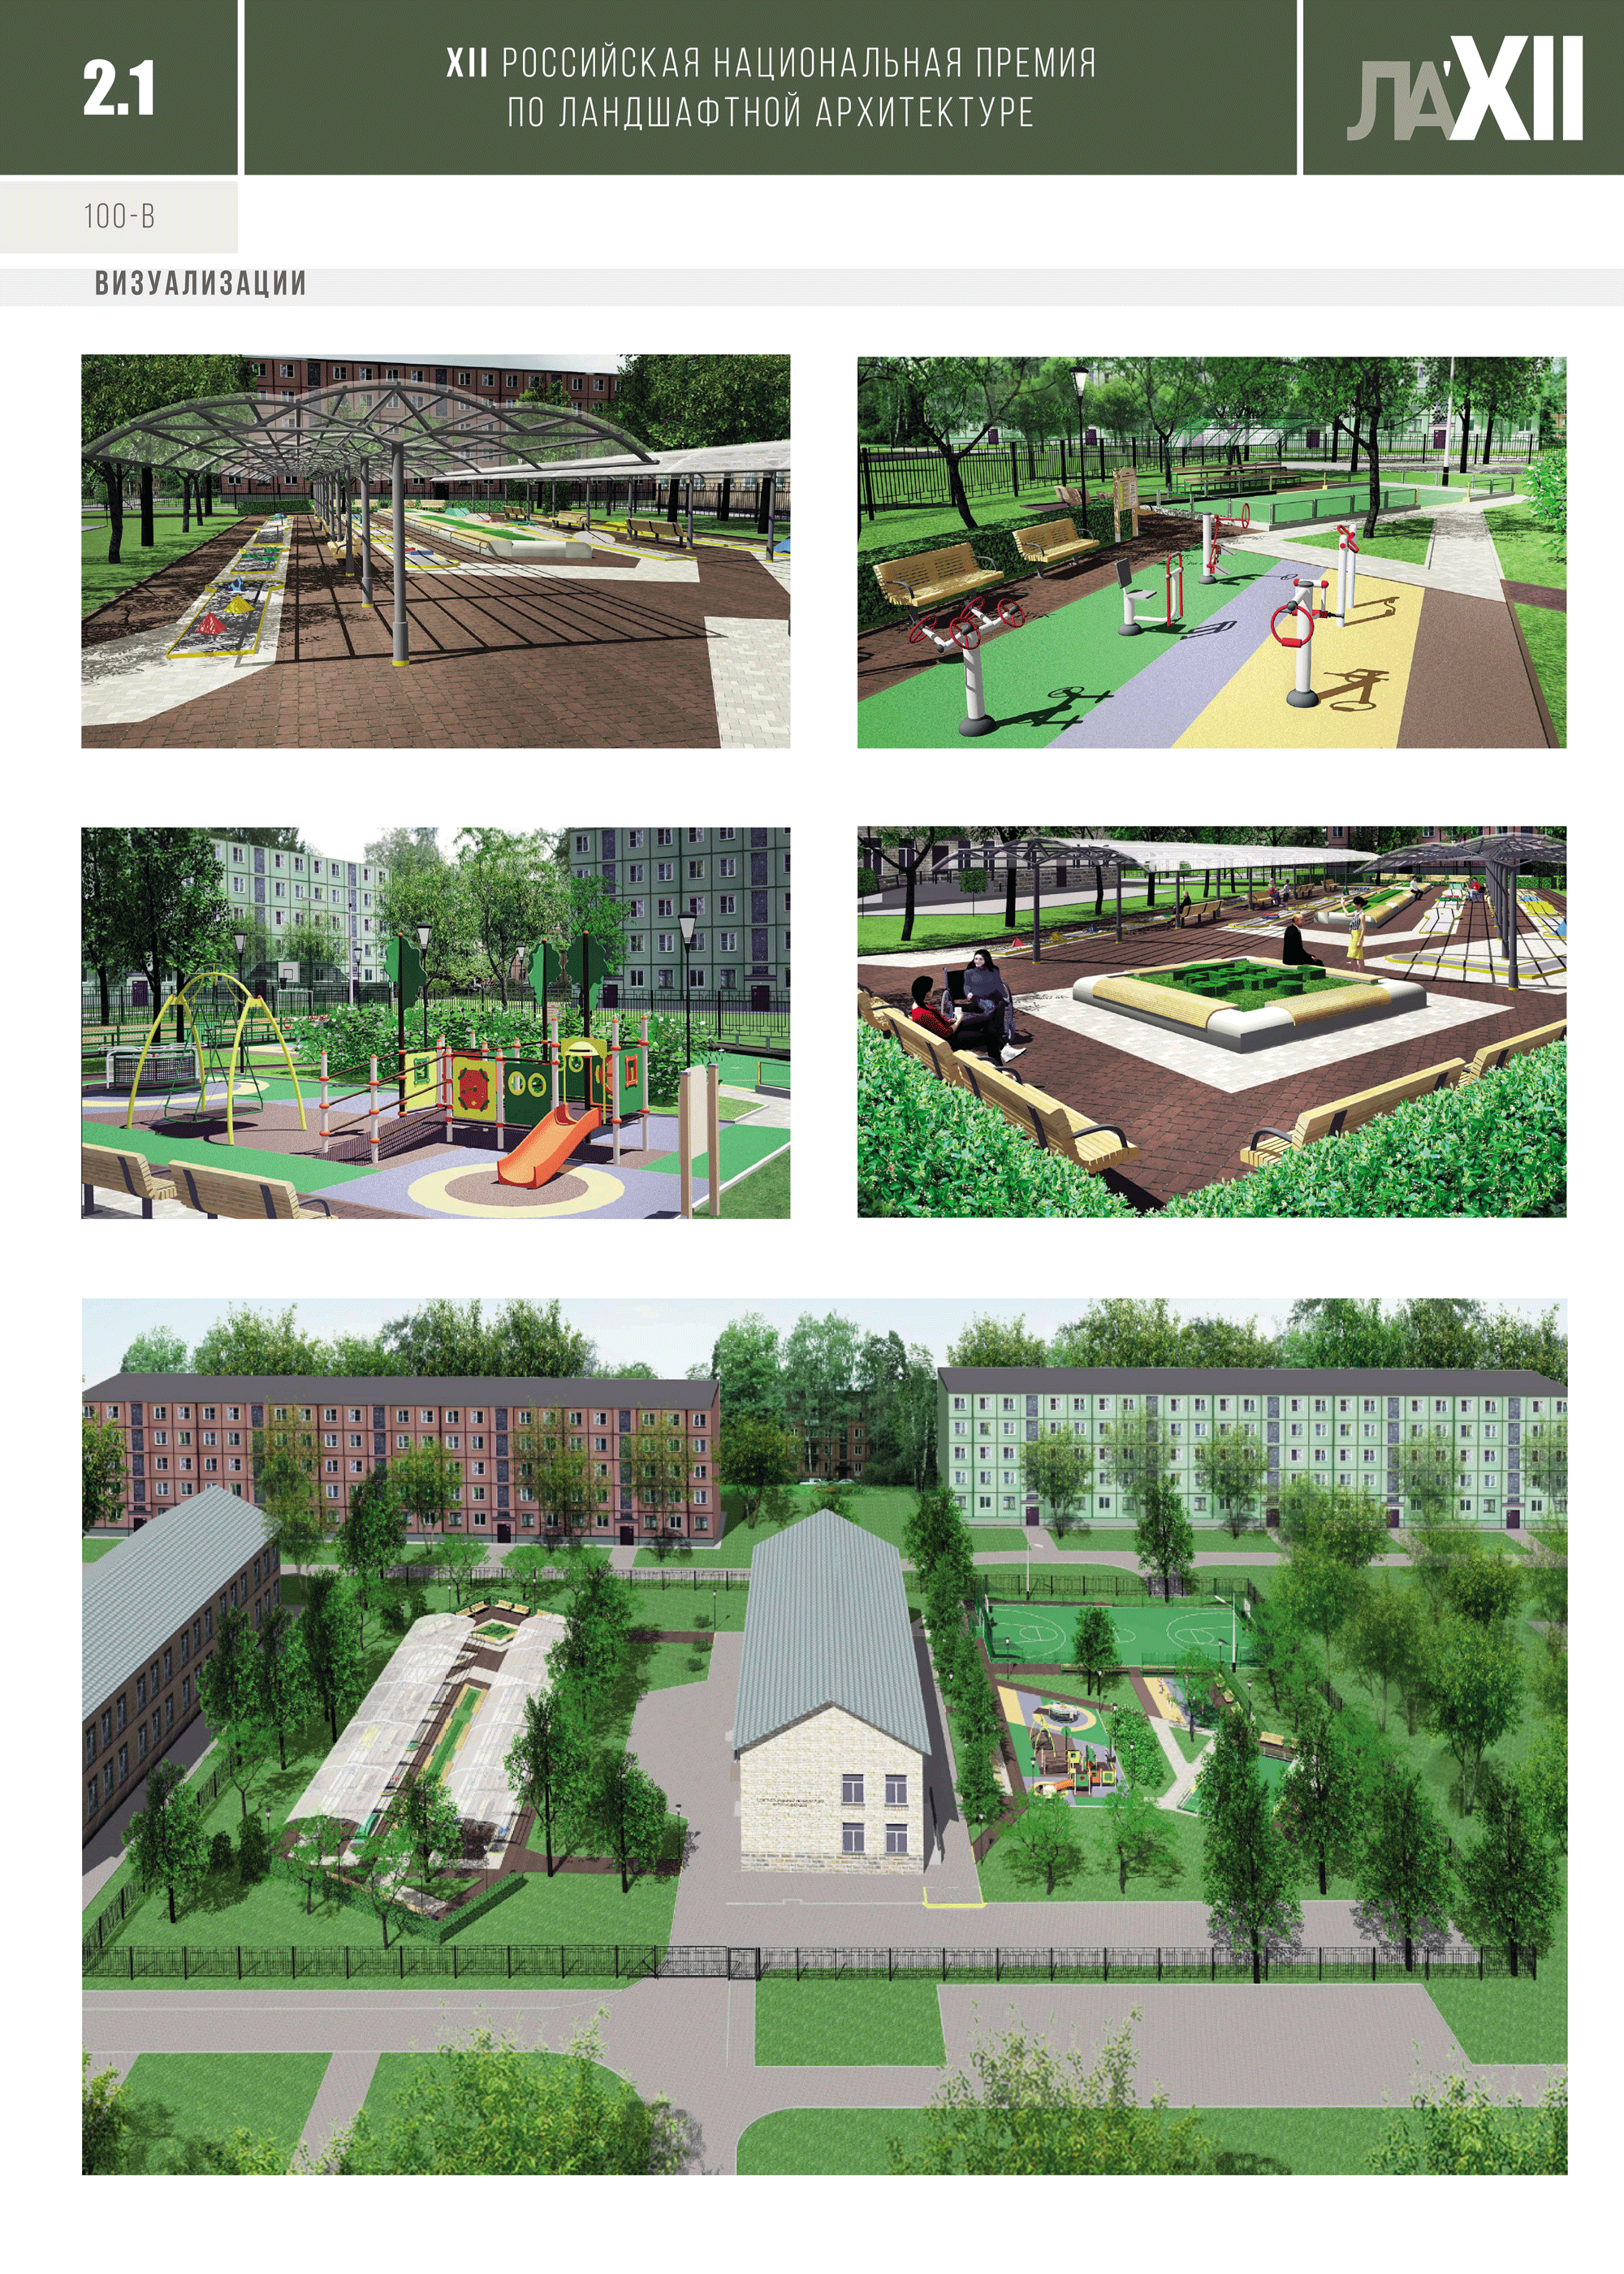 2.1
XII РОССИЙСКАЯ НАЦИОНАЛЬНАЯ ПРЕМИЯ
ПО ЛАНДШАФТНОЙ АРХИТЕКТУРЕ
ЛА'XII
100-В
ВИЗУАЛИЗАЦИИ